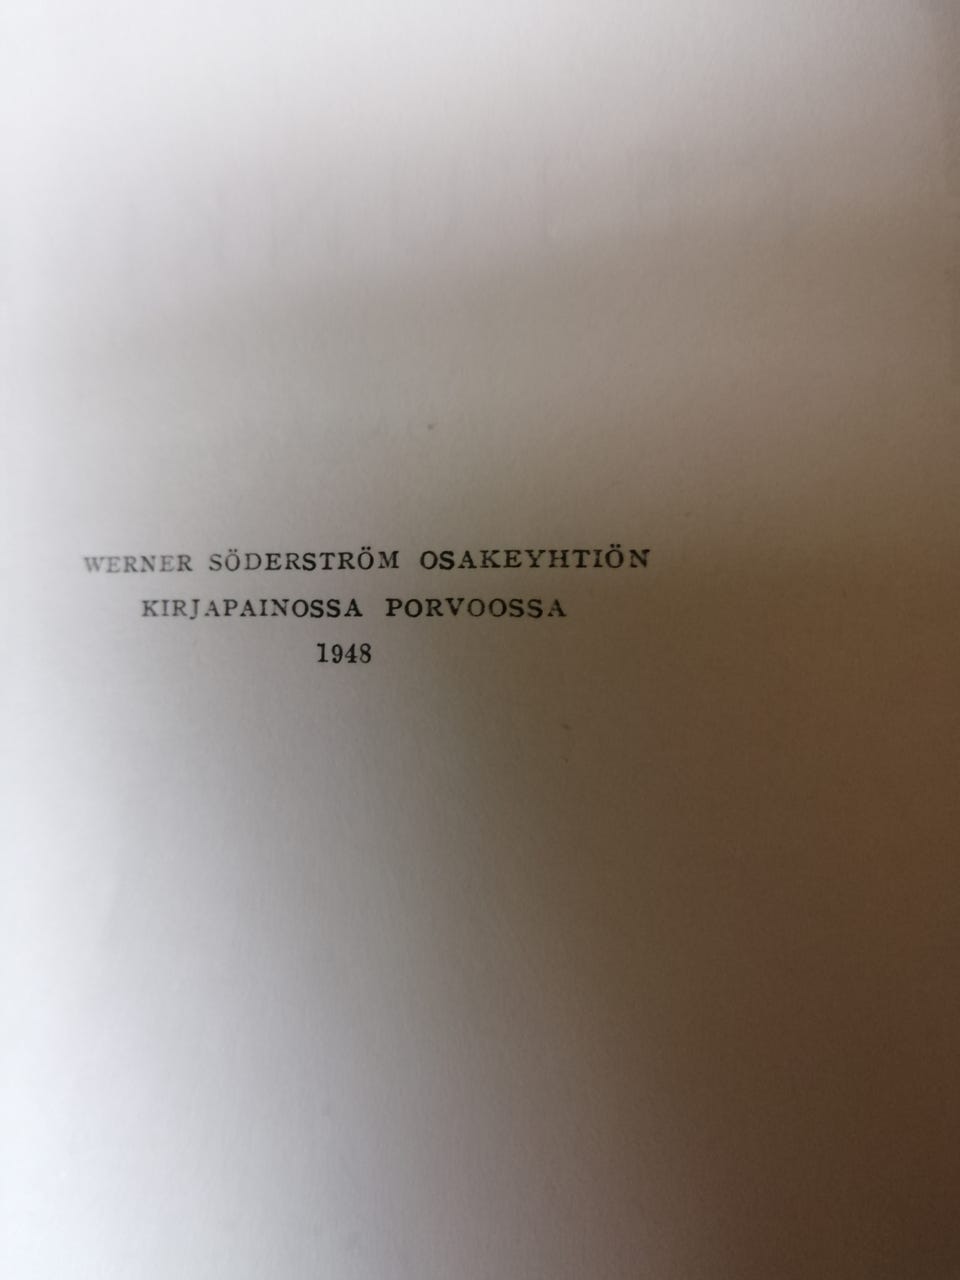 WERNER SÖDERSTRÖM OSAKEYHTIÖN
KIRJAPAINOSSA PORVOOSSA
1948